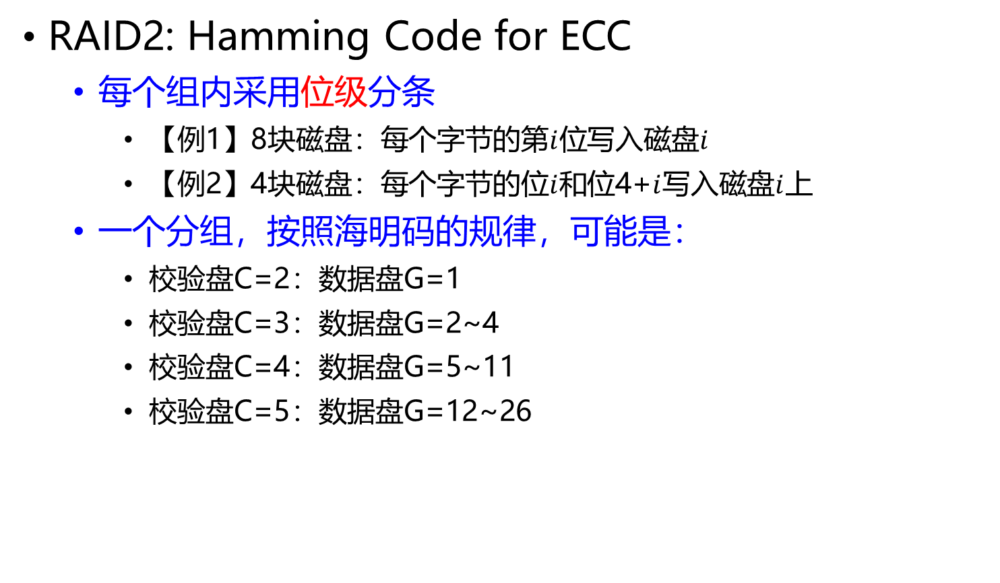 • RAID2: Hamming Code for ECC
• 每个组内采用位级分条
• 【例1】8块磁盘：每个字节的第i位写入磁盘i
• 【例2】4块磁盘：每个字节的位i和位4+i写入磁盘i上
• 一个分组，按照海明码的规律，可能是：
• 校验盘C=2：数据盘G=1
• 校验盘C=3：数据盘G=2~4
• 校验盘C=4：数据盘G=5~11
• 校验盘C=5：数据盘G=12~26